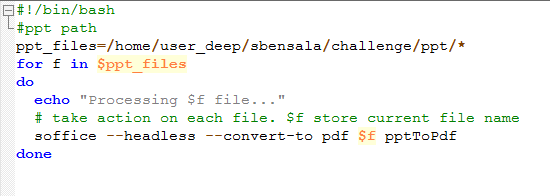 #!/bin/bash
#ppt path
ppt_files=/home/user_deep/sbensala/challenge/ppt/*
for f in $ppt_files
do
  echo "Processing $f file..."
  # take action on each file. $f store current file name
  soffice --headless --convert-to pdf $f pptToPdf
done